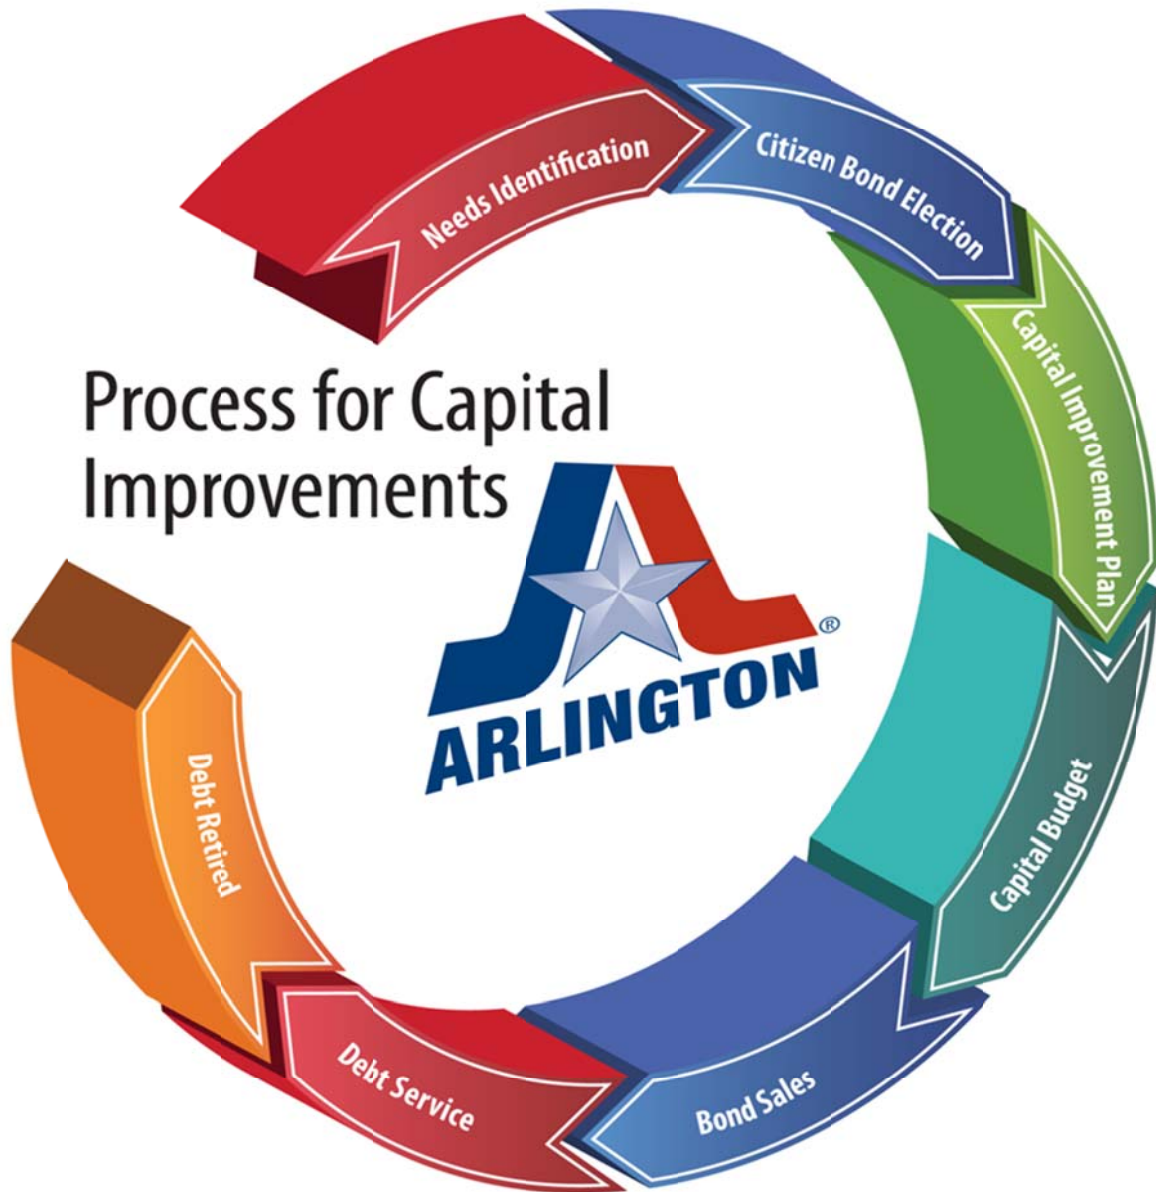 Process for Capital
Improvements
Needs Identification
Citizen Bond Election
Capital Improvement Plan
Capital Budget
Bond Sales
Debt Service
Debt Retired
ARLINGTON
®